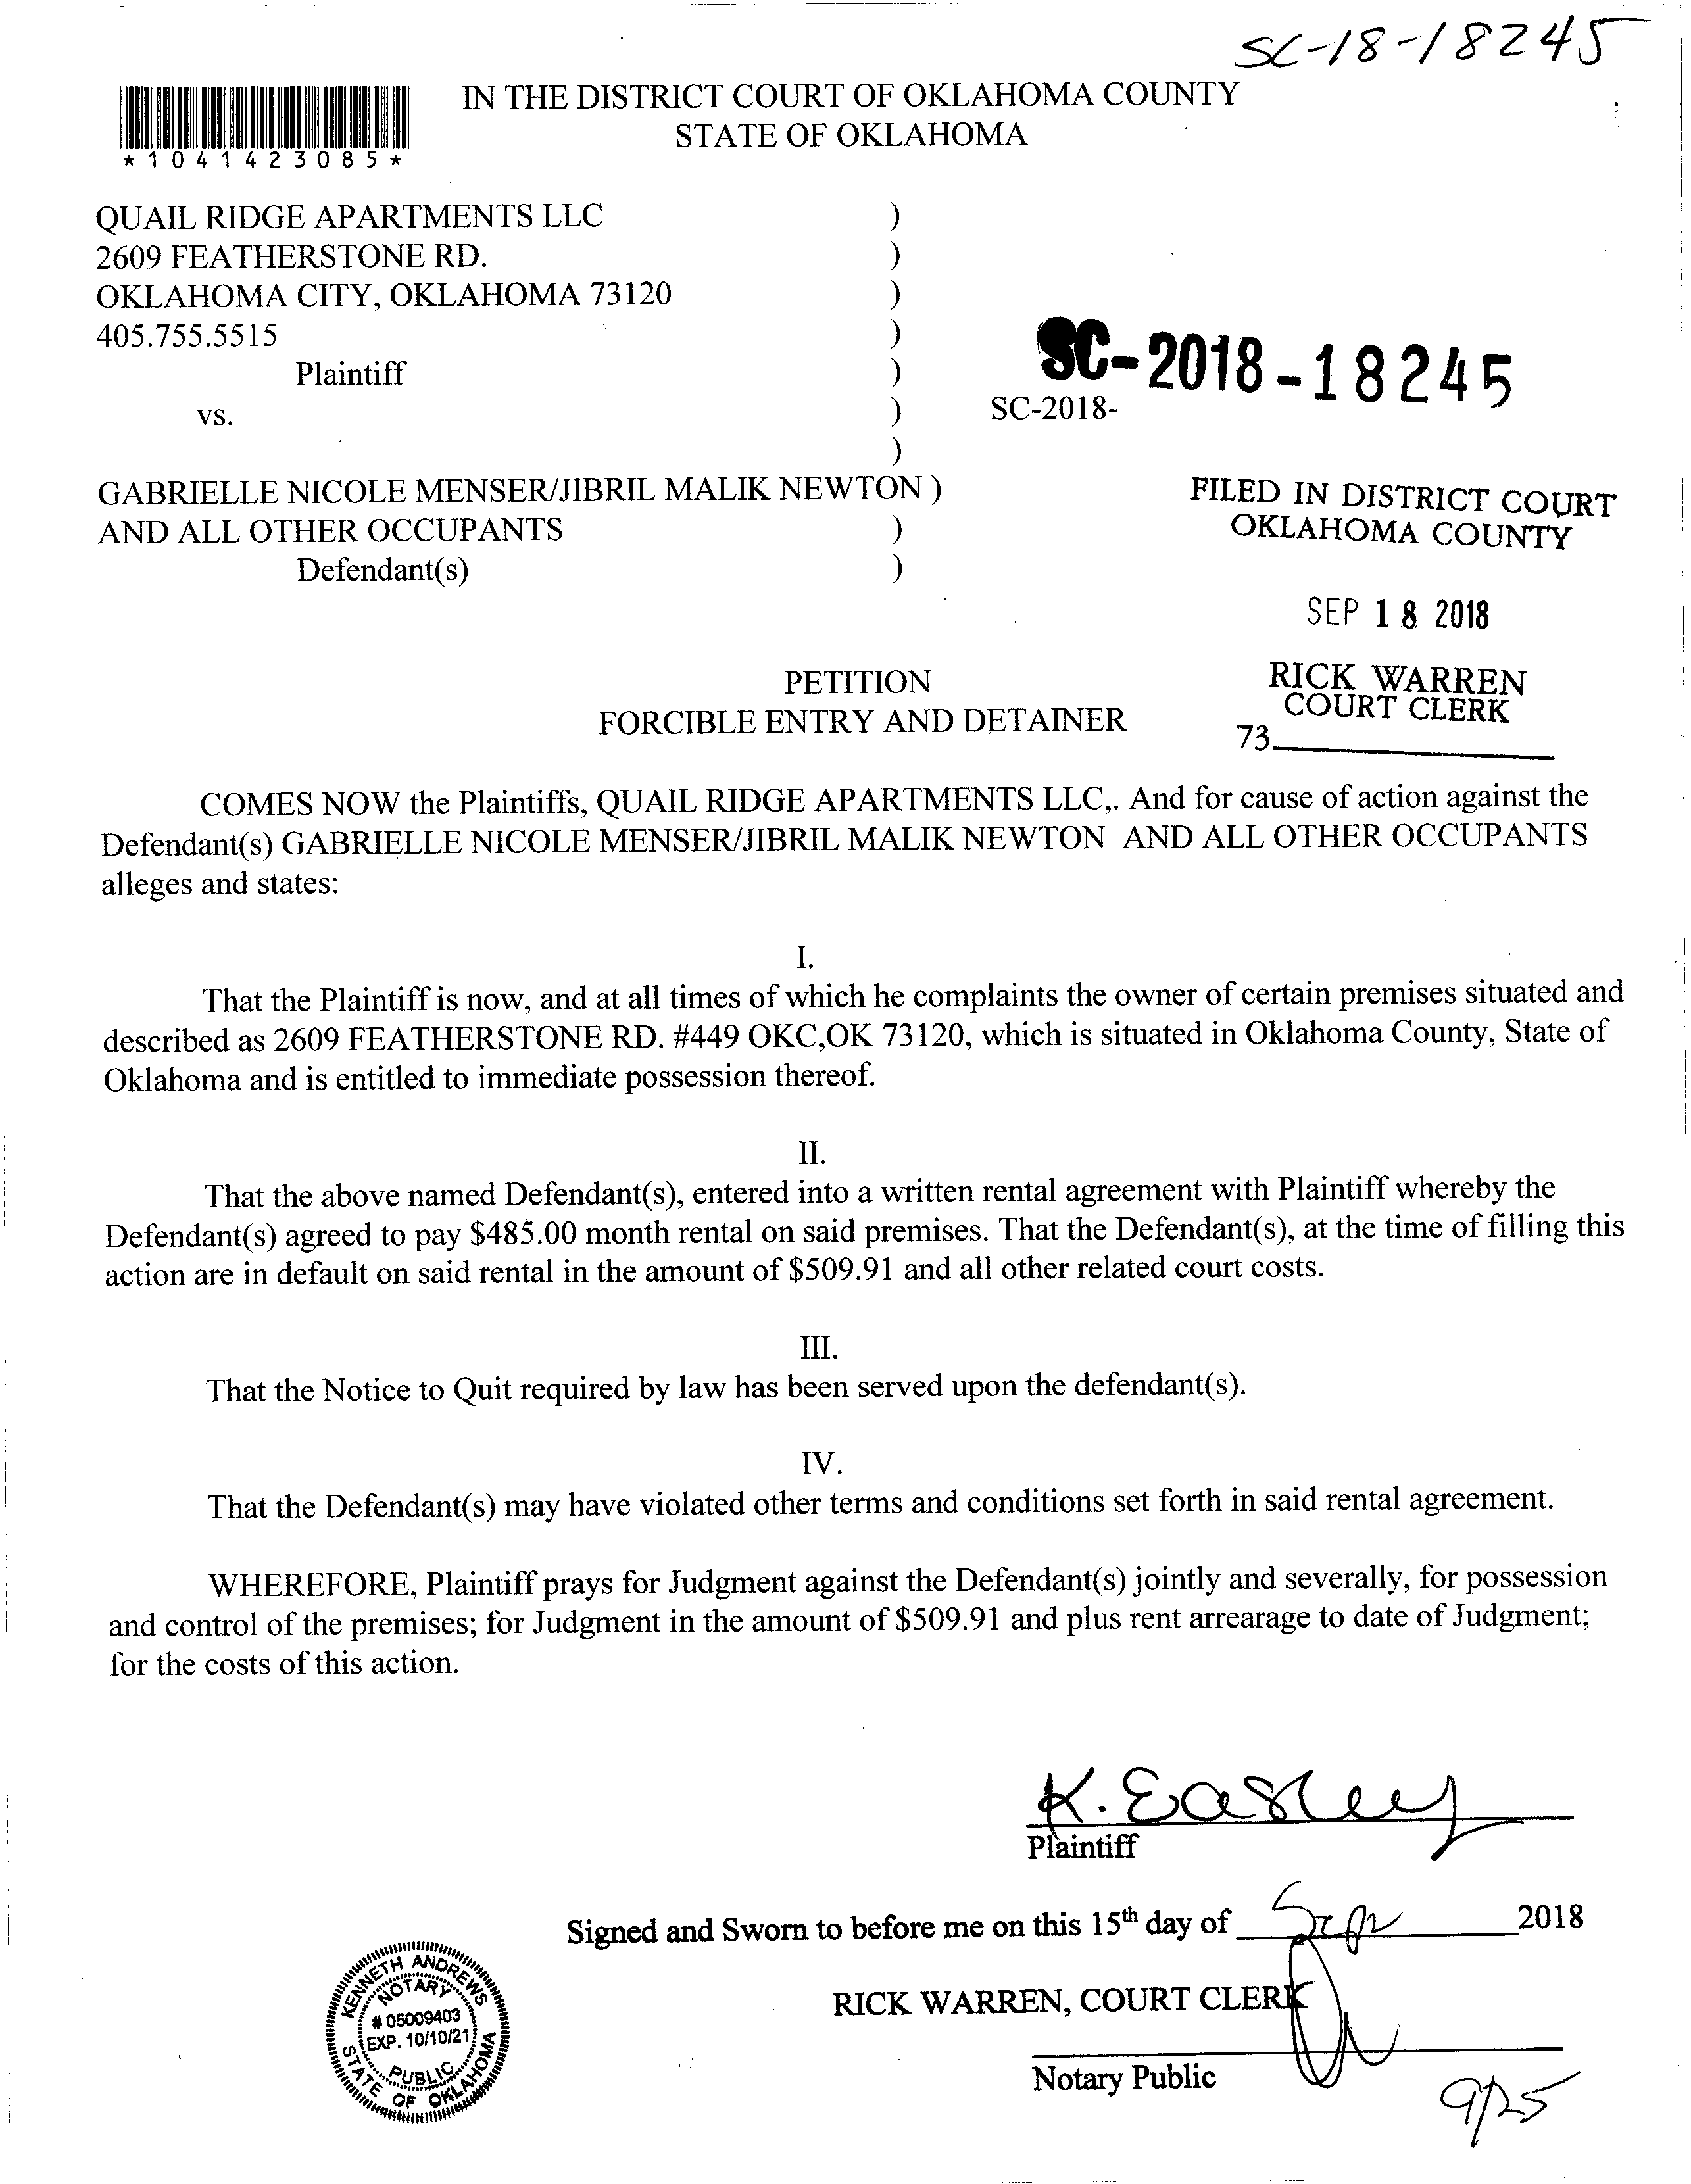 SC-18-18245
IN THE DISTRICT COURT OF OKLAHOMA COUNTY
STATE OF OKLAHOMA
*1041423085*
QUAIL RIDGE APARTMENTS LLC )
2609 FEATHERSTONE RD. )
OKLAHOMA CITY, OKLAHOMA 73120 )
405.755.5515 )
Plaintiff )
SC-2018-18245
vs. ) SC-2018-
)
GABRIELLE NICOLE MENSER/JIBRIL MALIK NEWTON )
AND ALL OTHER OCCUPANTS )
Defendant(s) )
FILED IN DISTRICT COURT
OKLAHOMA COUNTY
SEP 18 2018
RICK WARREN
COURT CLERK
73
PETITION
FORCIBLE ENTRY AND DETAINER
COMES NOW the Plaintiffs, QUAIL RIDGE APARTMENTS LLC,. And for cause of action against the
Defendant(s) GABRIELLE NICOLE MENSER/JIBRIL MALIK NEWTON AND ALL OTHER OCCUPANTS
alleges and states:
I.
That the Plaintiff is now, and at all times of which he complaints the owner of certain premises situated and
described as 2609 FEATHERSTONE RD. #449 OKC,OK 73120, which is situated in Oklahoma County, State of
Oklahoma and is entitled to immediate possession thereof.
II.
That the above named Defendant(s), entered into a written rental agreement with Plaintiff whereby the
Defendant(s) agreed to pay $485.00 month rental on said premises. That the Defendant(s), at the time of filling this
action are in default on said rental in the amount of $509.91 and all other related court costs.
III.
That the Notice to Quit required by law has been served upon the defendant(s).
IV.
That the Defendant(s) may have violated other terms and conditions set forth in said rental agreement.
WHEREFORE, Plaintiff prays for Judgment against the Defendant(s) jointly and severally, for possession
and control of the premises; for Judgment in the amount of $509.91 and plus rent arrearage to date of Judgment;
for the costs of this action.
K. Easley
Plaintiff
Signed and Sworn to before me on this 15th day of Sep 2018
RICK WARREN, COURT CLERK
Notary Public
9/25
KENNETH ANDREWS
NOTARY
# 05009403
EXP. 10/10/21
PUBLIC
STATE OF OKLAHOMA